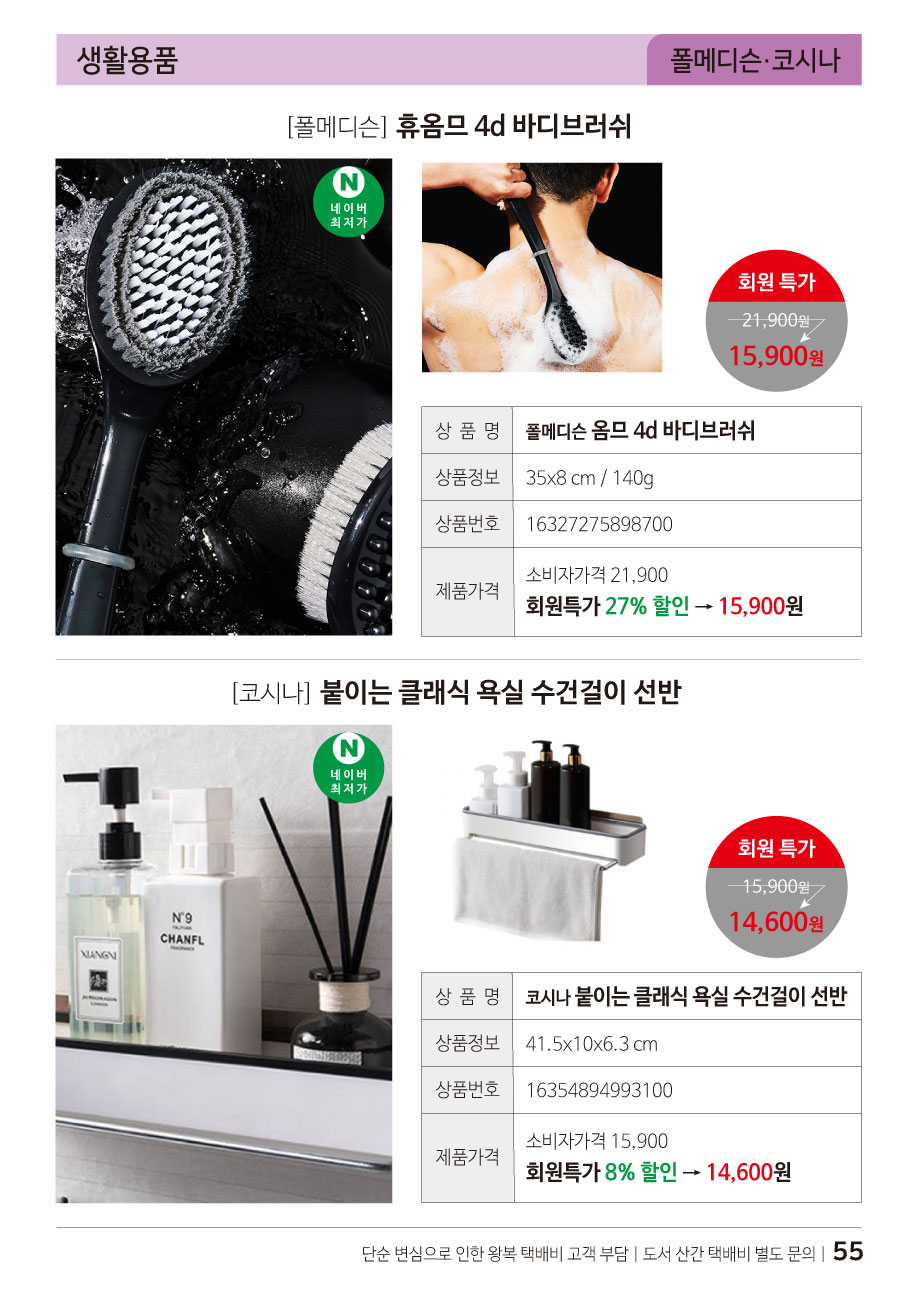 생활용품
폴메디슨·코시나
[폴메디슨] 휴옴므 4d 바디브러쉬
N
네이버
최저가
회원 특가
21,900원
15,900원
상 품 명 폴메디슨 옴므 4d 바디브러쉬
상품정보 35x8 cm / 140g
상품번호 16327275898700
제품가격 소비자가격 21,900
회원특가 27% 할인 → 15,900원
[코시나] 붙이는 클래식 욕실 수건걸이 선반
N
네이버
최저가
N°9
CHANFL
XIANGNI
LONDON
회원 특가
15,900원
14,600원
상 품 명 코시나 붙이는 클래식 욕실 수건걸이 선반
상품정보 41.5x10x6.3 cm
상품번호 16354894993100
제품가격 소비자가격 15,900
회원특가 8% 할인 → 14,600원
단순 변심으로 인한 왕복 택배비 고객 부담 | 도서 산간 택배비 별도 문의 | 55